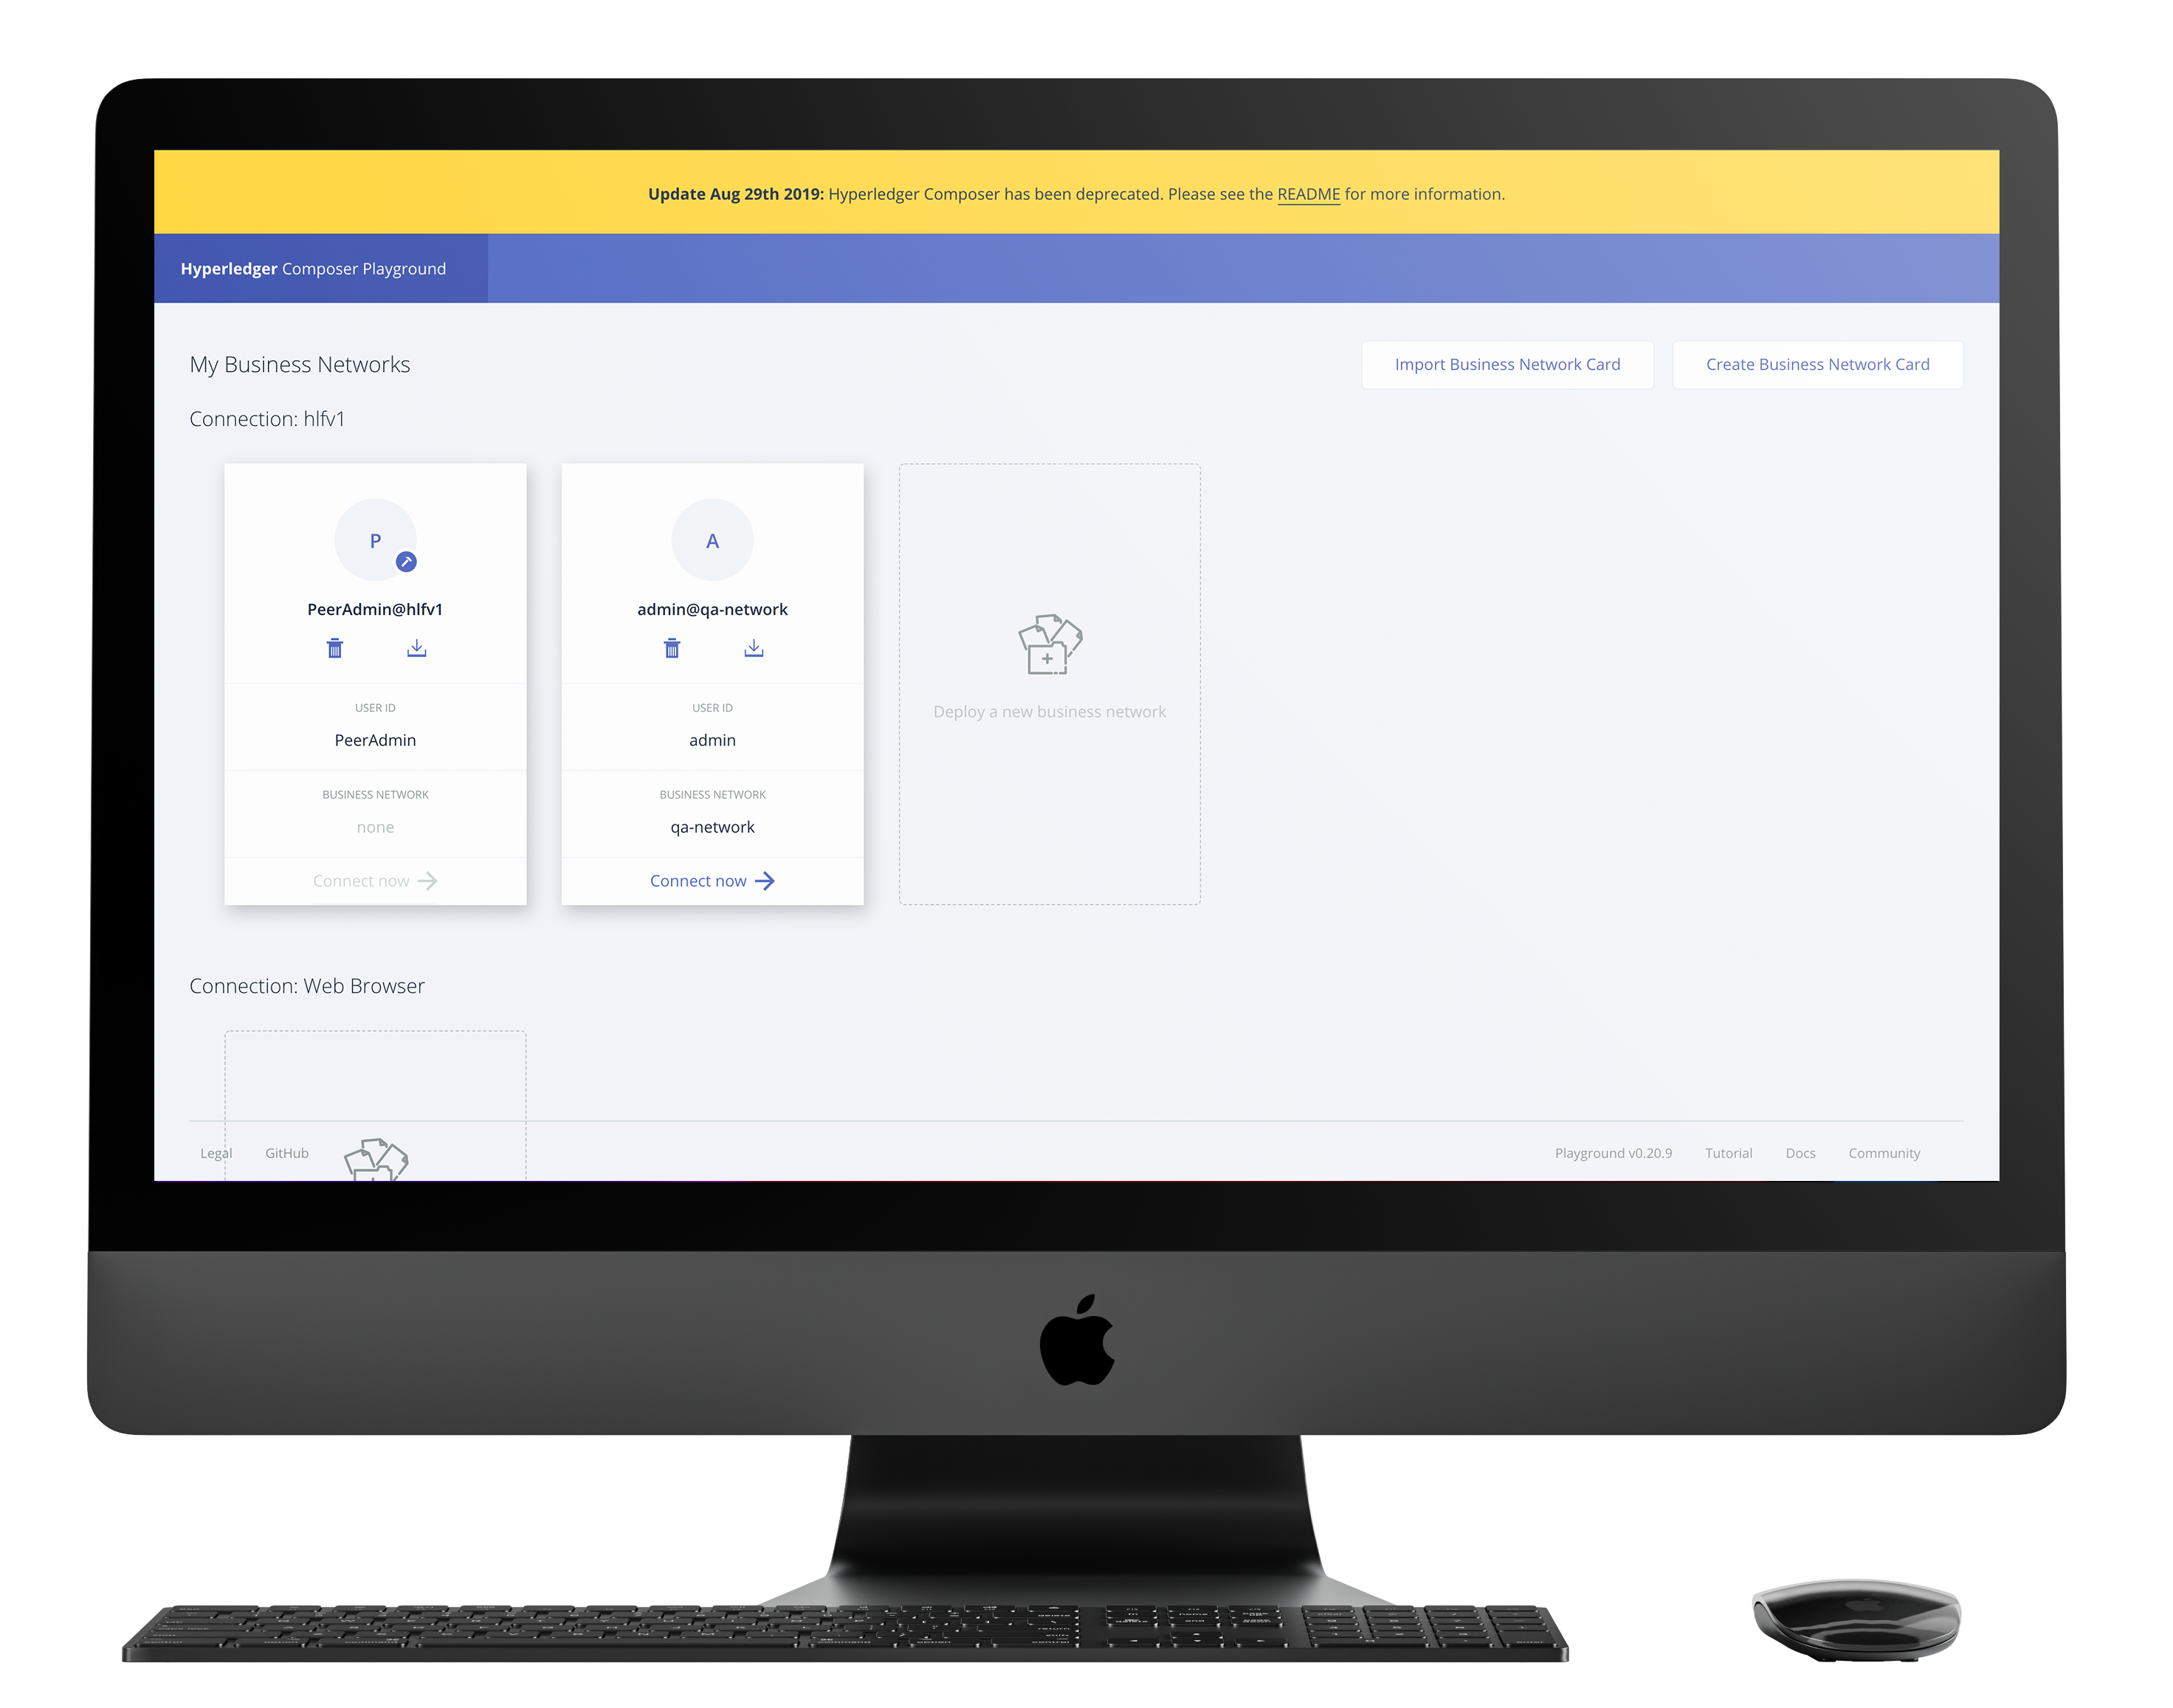 Update Aug 29th 2019: Hyperledger Composer has been deprecated. Please see the README for more information.
Hyperledger Composer Playground
My Business Networks
Import Business Network Card
Create Business Network Card
Connection: hlfv1
P
PeerAdmin@hlfv1
USER ID
PeerAdmin
BUSINESS NETWORK
none
Connect now
A
admin@qa-network
USER ID
admin
BUSINESS NETWORK
qa-network
Connect now
Deploy a new business network
Connection: Web Browser
Legal
GitHub
Playground v0.20.9
Tutorial
Docs
Community